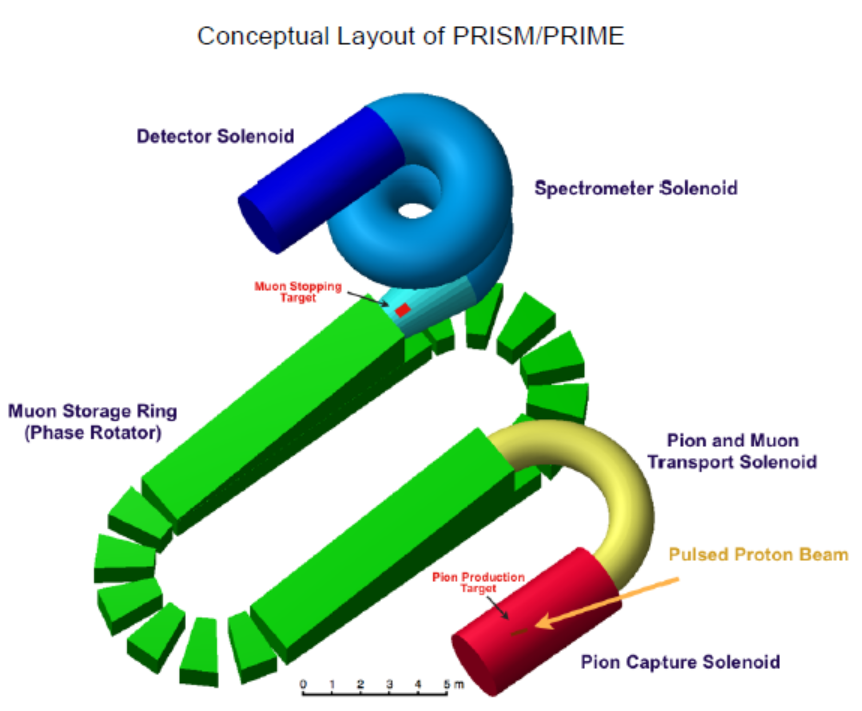 Conceptual Layout of PRISM/PRIME
Detector Solenoid
Spectrometer Solenoid
Muon Stopping
Target
Muon Storage Ring
(Phase Rotator)
Pion and Muon
Transport Solenoid
Pulsed Proton Beam
Pion Production
Target
Pion Capture Solenoid
0 1 2 3 4 5 m